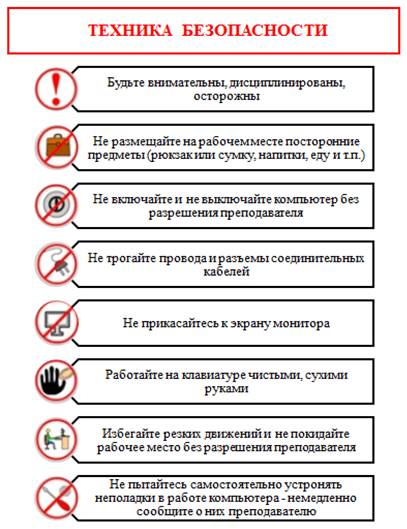 ТЕХНИКА БЕЗОПАСНОСТИ
Будьте внимательны, дисциплинированы,
осторожны
Не размещайте на рабочемместе посторонние
предметы (рюкзак или сумку, напитки, еду и т.п.)
Не включайте и не выключайте компьютер без
разрешения преподавателя
Не трогайте провода и разъемы соединительных
кабелей
Не прикасайтесь к экрану монитора
Работайте на клавиатуре чистыми, сухими
руками
Избегайте резких движений и не покидайте
рабочее место без разрешения преподавателя
Не пытайтесь самостоятельно устронять
неполадки в работе компьютера - немедленно
сообщите о них преподавателю